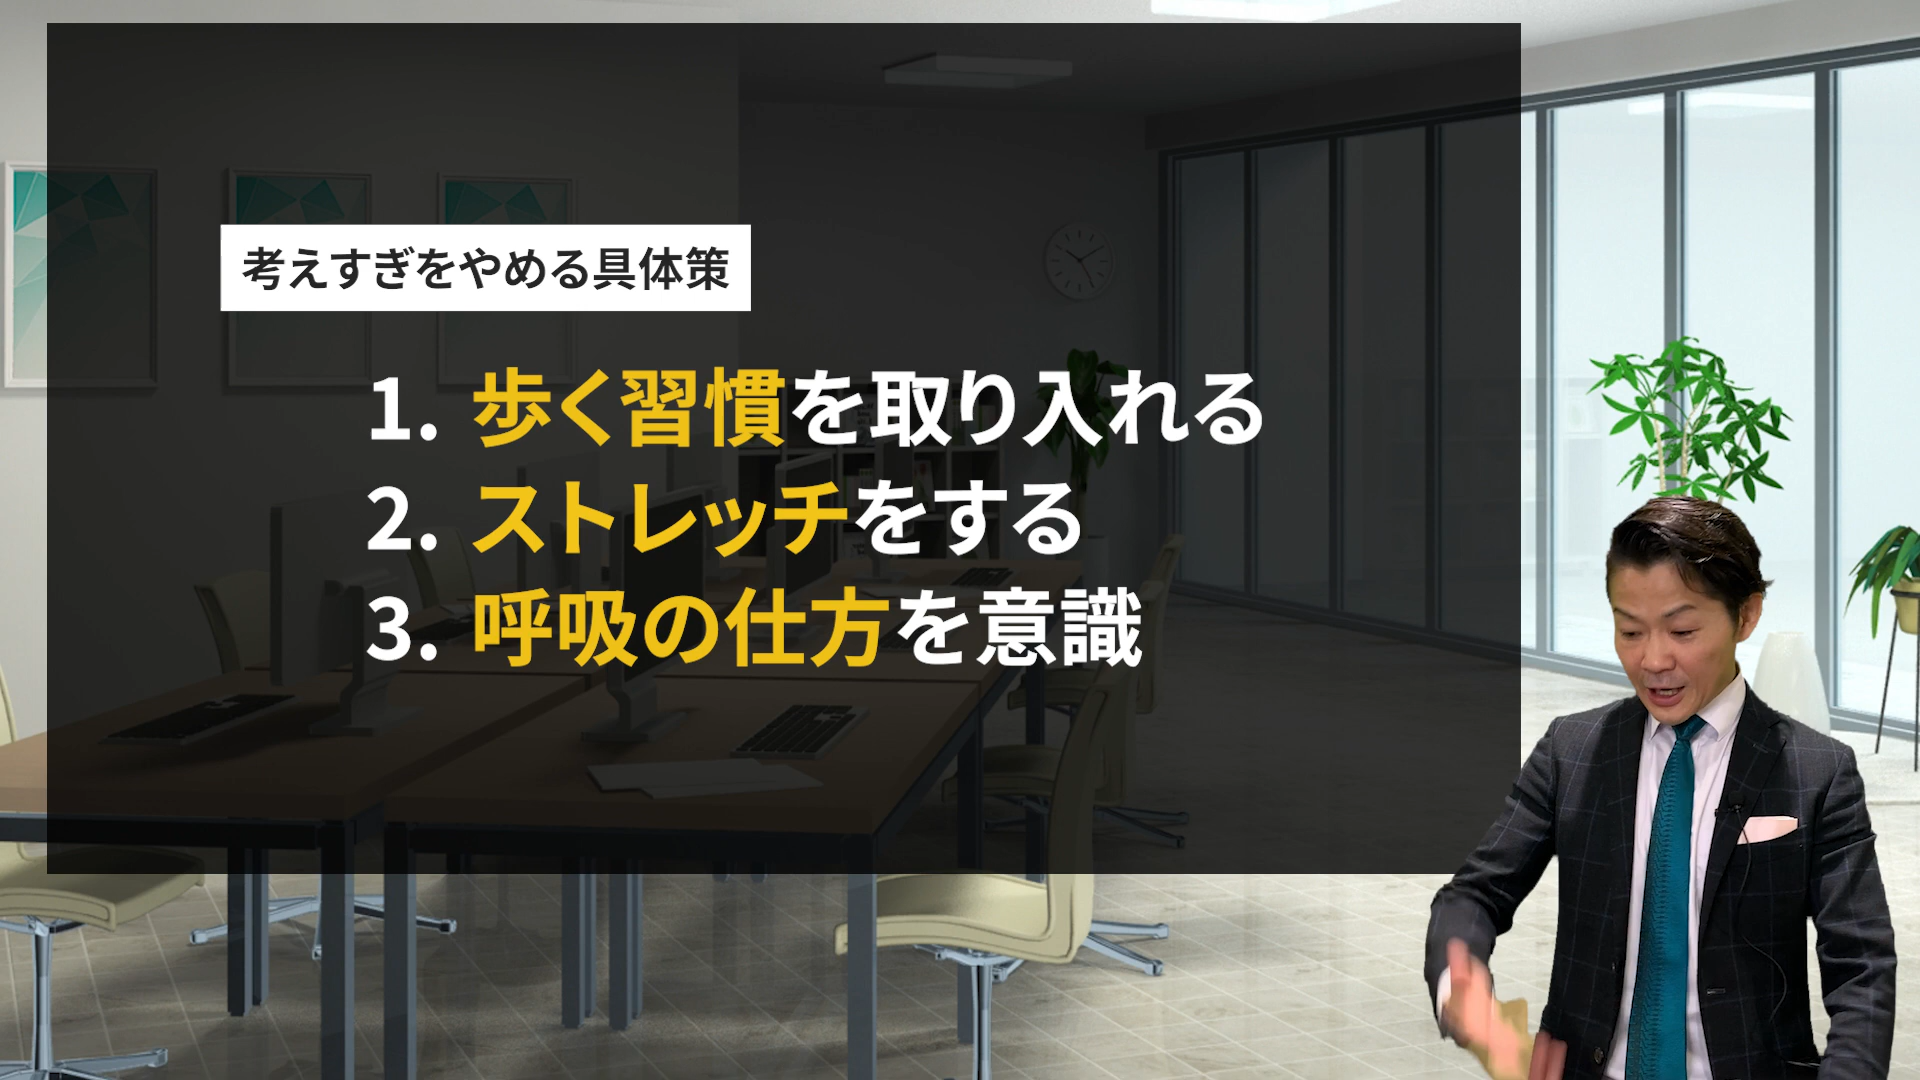 考えすぎをやめる具体策
1. 歩く習慣を取り入れる
2. ストレッチをする
3. 呼吸の仕方を意識